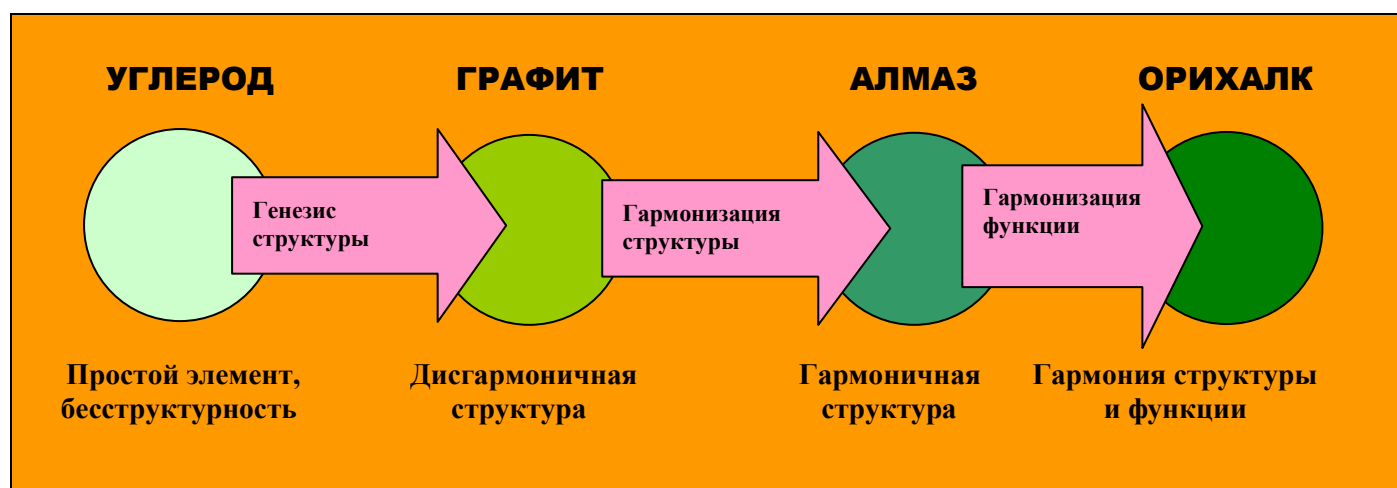 УГЛЕРОД
ГРАФИТ
АЛМАЗ
ОРИХАЛК
Генезис
структуры
Гармонизация
структуры
Гармонизация
функции
Простой элемент,
бесструктурность
Дисгармоничная
структура
Гармоничная
структура
Гармония структуры
и функции